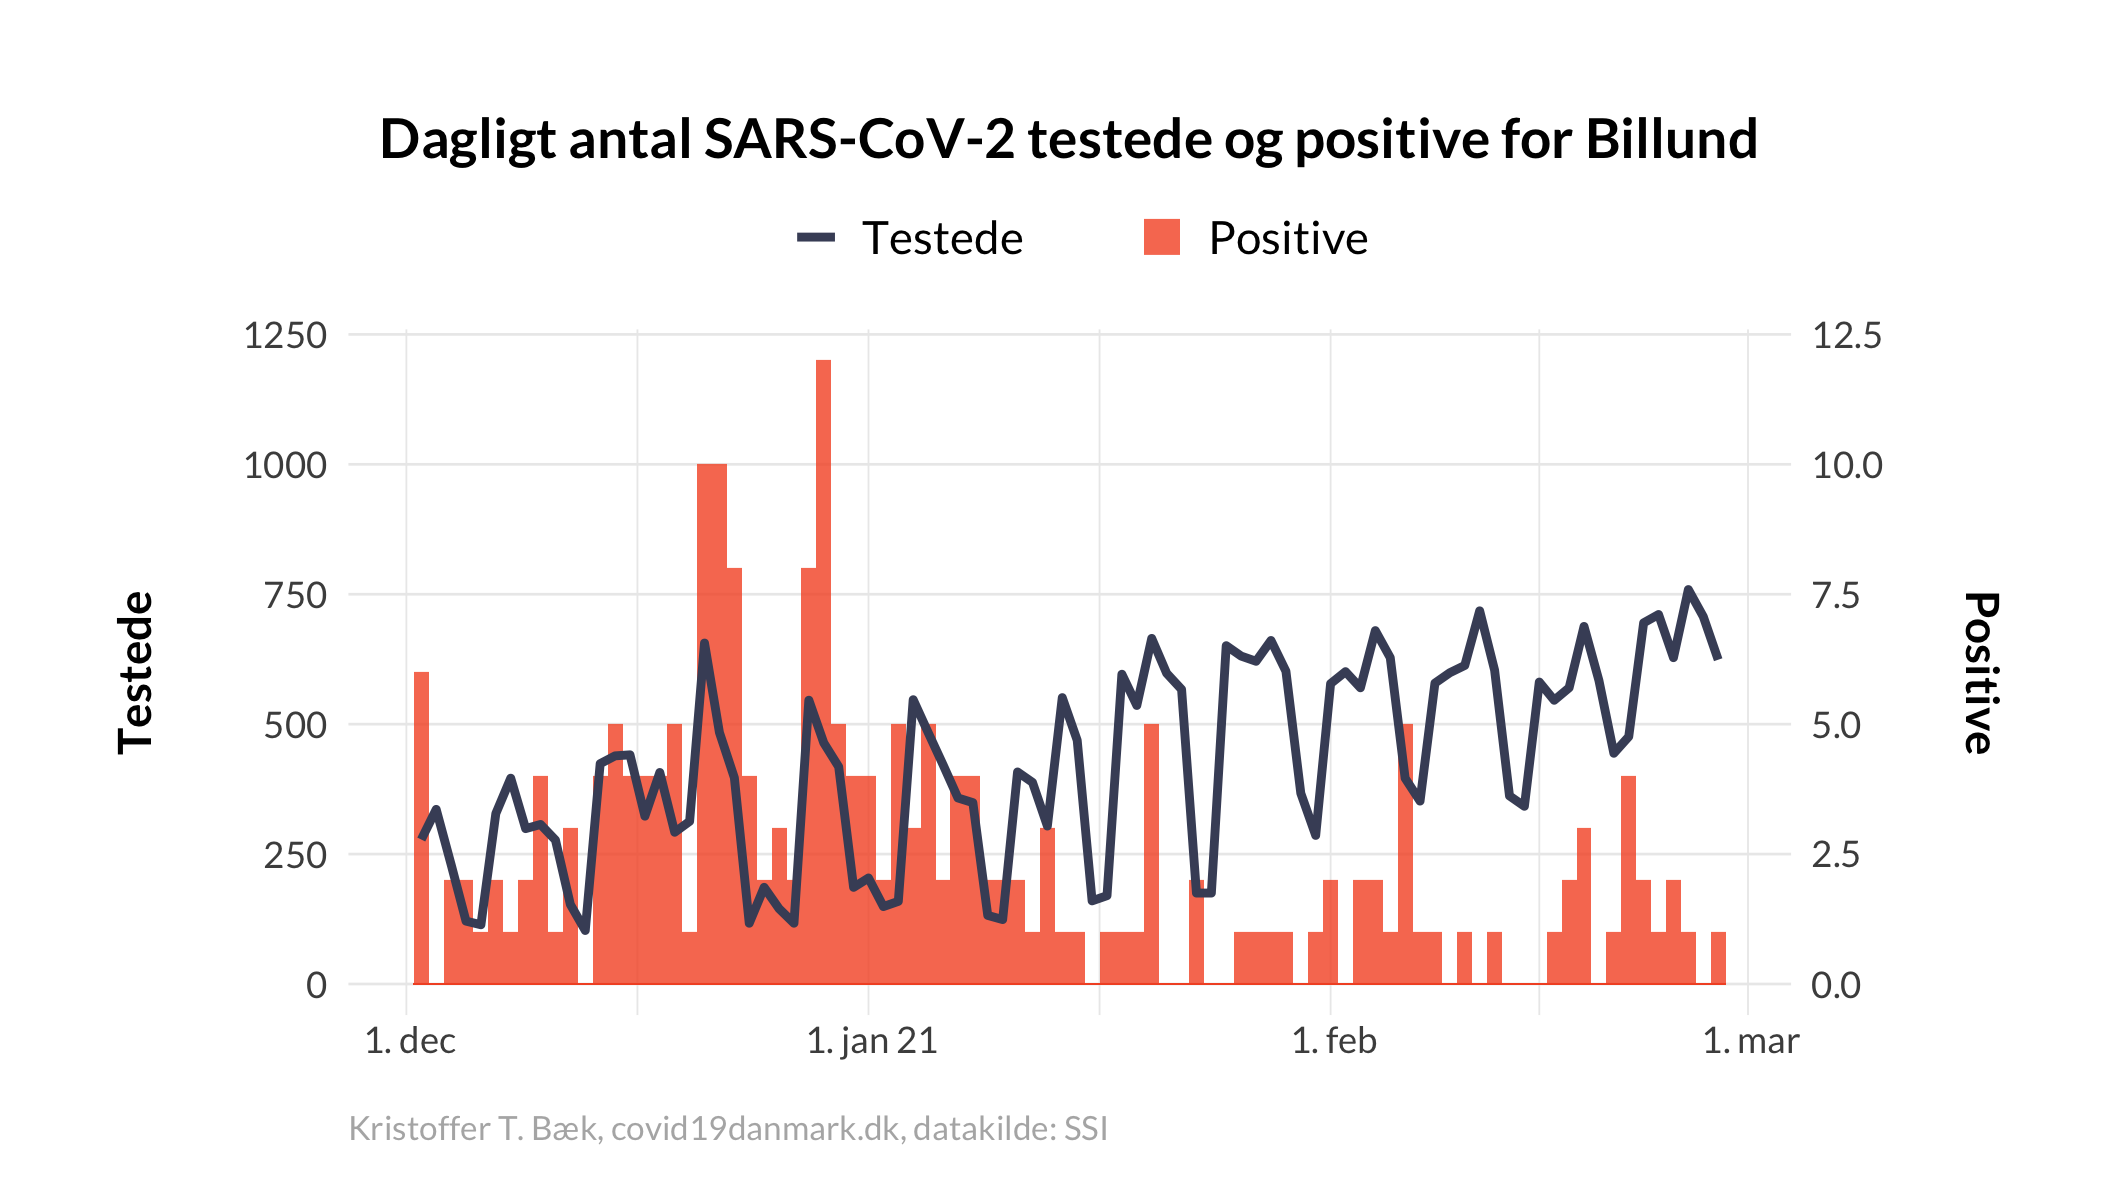 Dagligt antal SARS-CoV-2 testede og positive for Billund
Testede
Positive
1250
1000
750
500
250
0
12.5
10.0
7.5
5.0
2.5
0.0
Testede
Positive
1. dec
1. jan 21
1. feb
1. mar
Kristoffer T. Bæk, covid19danmark.dk, datakilde: SSI